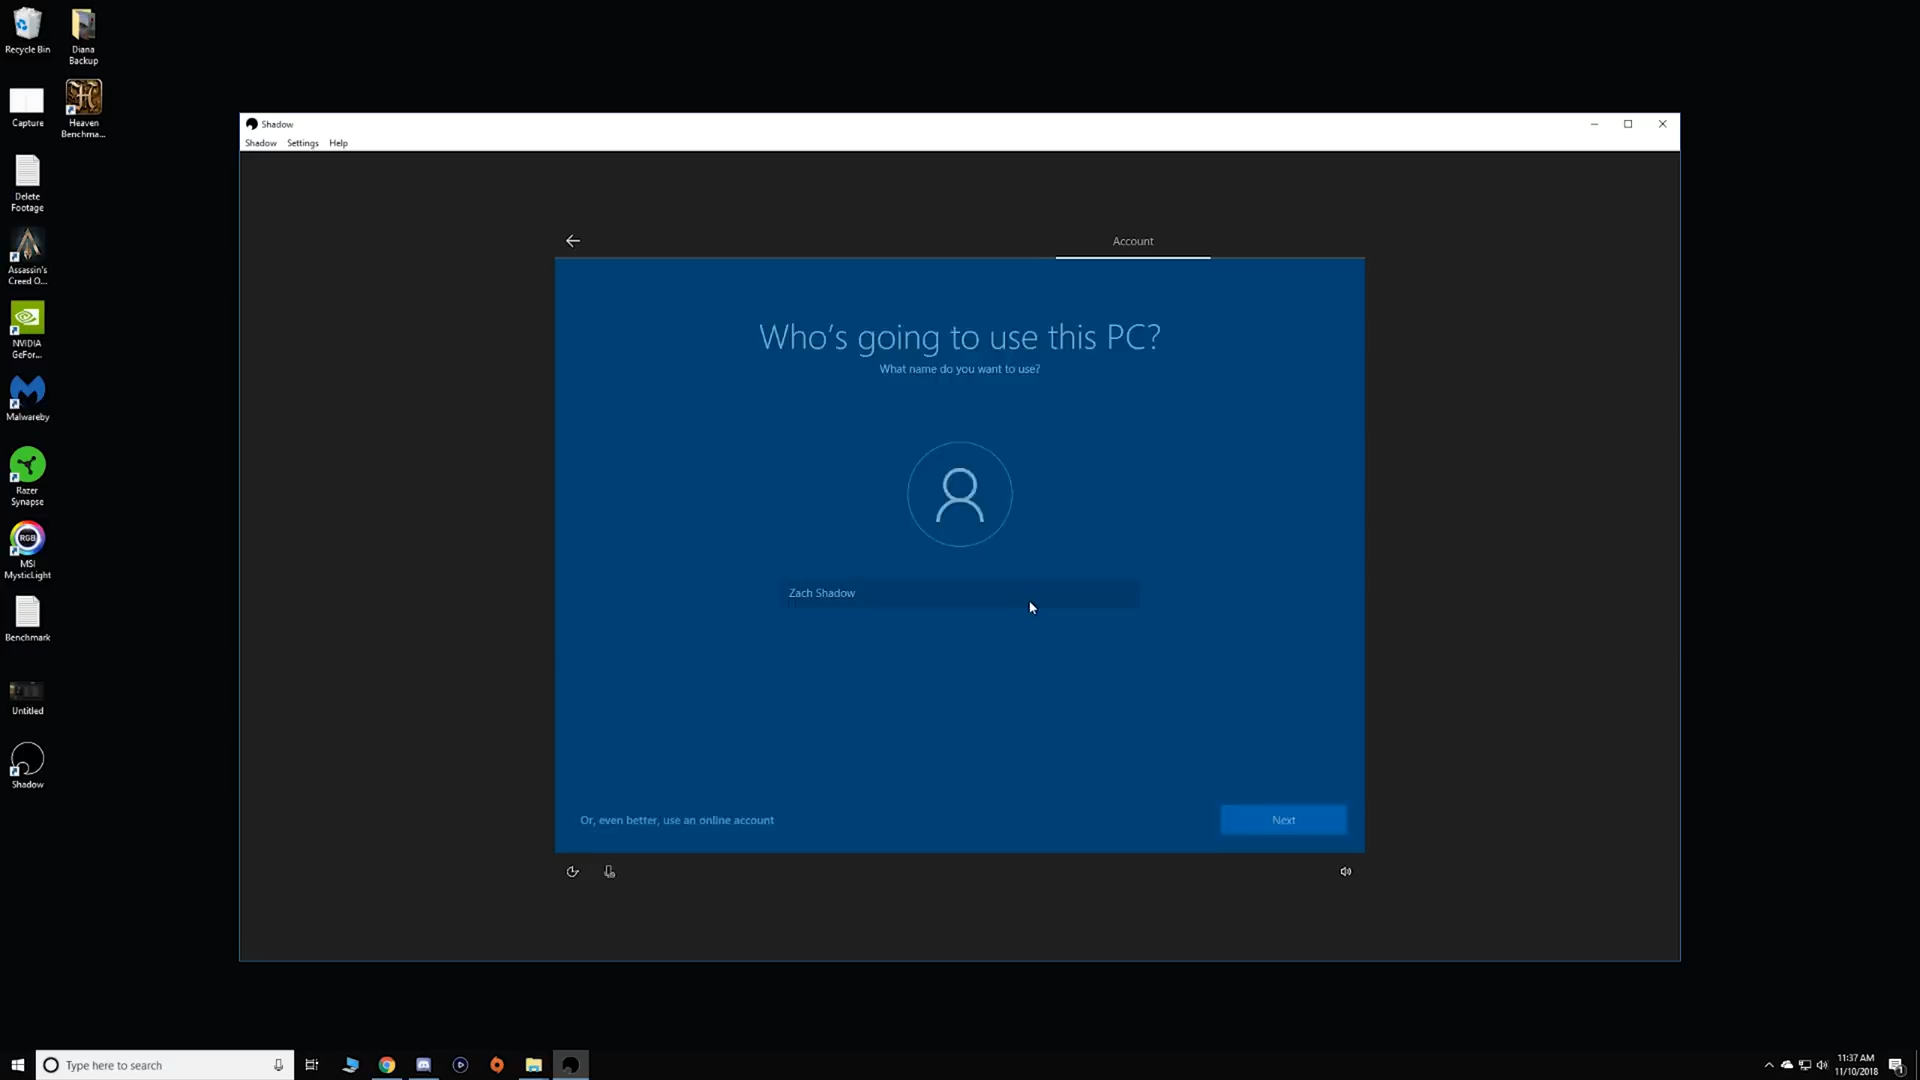 Recycle Bin
Diana
Backup
Capture
Heaven
Benchma...
Delete
Footage
Assassin's
Creed O...
NVIDIA
GeFor...
Malwareby
Razer
Synapse
RGB
MSI
MysticLight
Benchmark
Untitled
Shadow
Shadow
Shadow Settings Help
Account
Who's going to use this PC?
What name do you want to use?
Zach Shadow
Or, even better, use an online account
Next
Type here to search
11:37 AM
11/10/2018